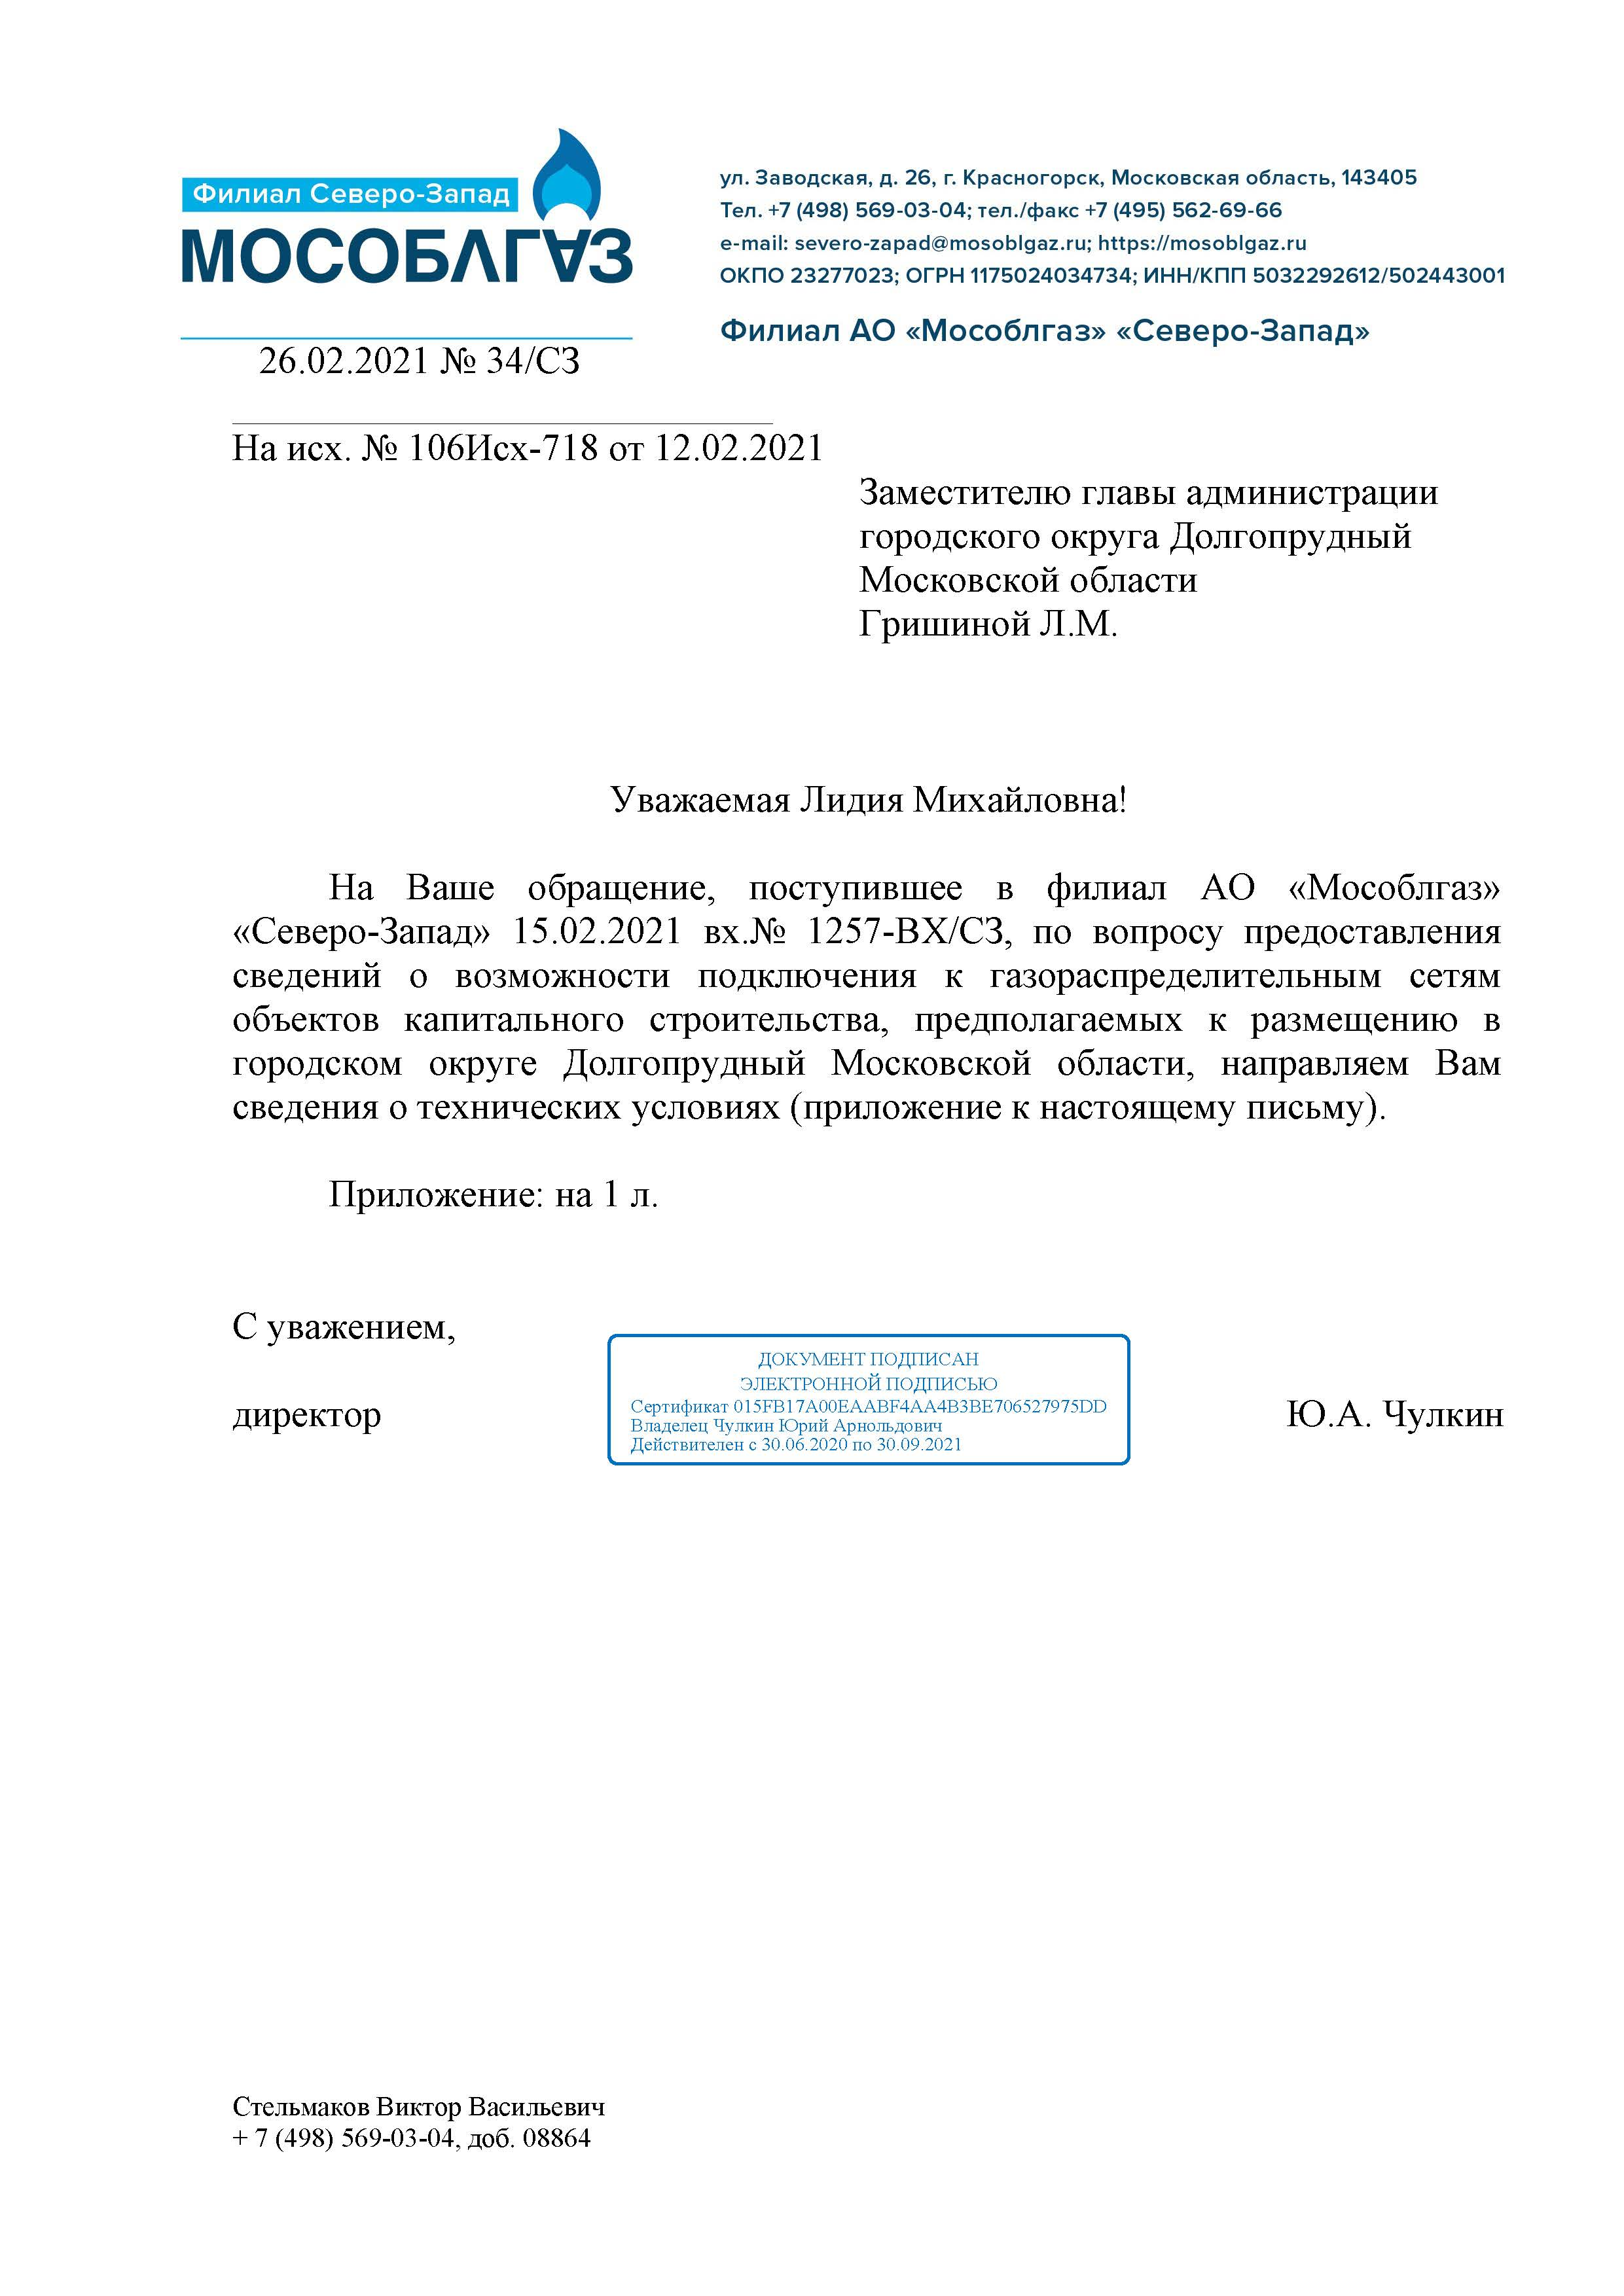 Филиал Северо-Запад
МОСОБЛГАЗ
ул. Заводская, д. 26, г. Красногорск, Московская область, 143405
Тел. +7 (498) 569-03-04; тел./факс +7 (495) 562-69-66
e-mail: severo-zapad@mosoblgaz.ru; https://mosoblgaz.ru
ОКПО 23277023; ОГРН 1175024034734; ИНН/КПП 5032292612/502443001
Филиал АО «Мособлгаз» «Северо-Запад»
26.02.2021 № 34/СЗ
На исх. № 106Исх-718 от 12.02.2021
Заместителю главы администрации
городского округа Долгопрудный
Московской области
Гришиной Л.М.
Уважаемая Лидия Михайловна!
На Ваше обращение, поступившее в филиал АО «Мособлгаз»
«Северо-Запад» 15.02.2021 вх.№ 1257-ВХ/СЗ, по вопросу предоставления
сведений о возможности подключения к газораспределительным сетям
объектов капитального строительства, предполагаемых к размещению в
городском округе Долгопрудный Московской области, направляем Вам
сведения о технических условиях (приложение к настоящему письму).
Приложение: на 1 л.
С уважением,
директор
ДОКУМЕНТ ПОДПИСАН
ЭЛЕКТРОННОЙ ПОДПИСЬЮ
Сертификат 015FB17A00EAABF4AA4B3BE706527975DD
Владелец Чулкин Юрий Арнольдович
Действителен с 30.06.2020 по 30.09.2021
Ю.А. Чулкин
Стельмаков Виктор Васильевич
+ 7 (498) 569-03-04, доб. 08864